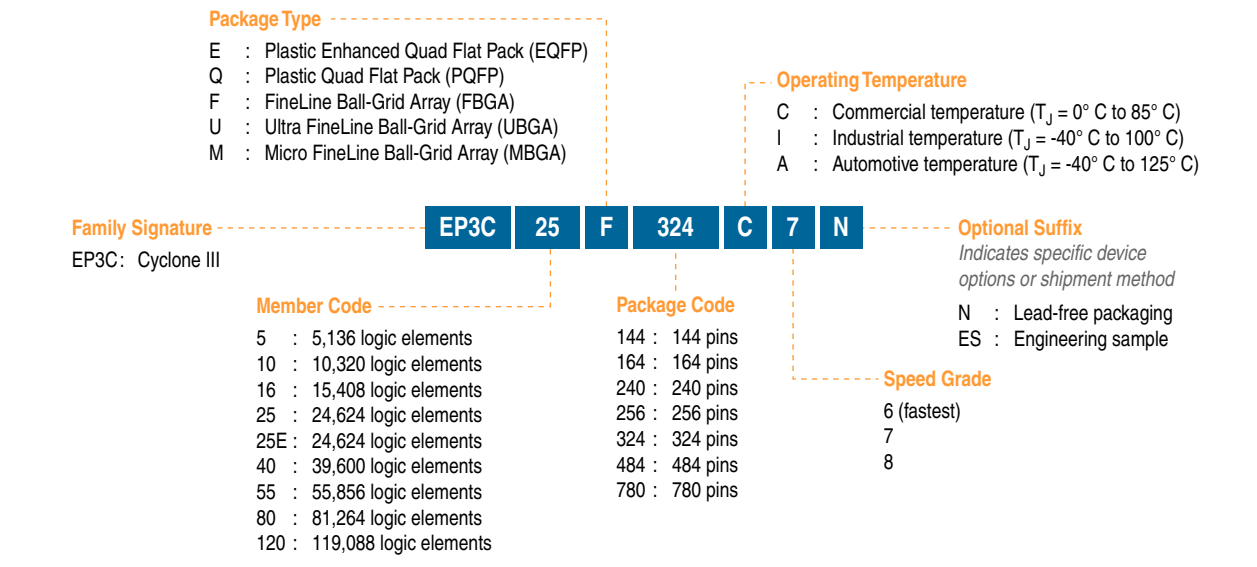 Package Type
E : Plastic Enhanced Quad Flat Pack (EQFP)
Q : Plastic Quad Flat Pack (PQFP)
F : FineLine Ball-Grid Array (FBGA)
U : Ultra FineLine Ball-Grid Array (UBGA)
M : Micro FineLine Ball-Grid Array (MBGA)
Operating Temperature
C : Commercial temperature (TJ = 0° C to 85° C)
I : Industrial temperature (TJ = -40° C to 100° C)
A : Automotive temperature (TJ = -40° C to 125° C)
Family Signature
EP3C : Cyclone III
EP3C 25 F 324 C 7 N
Optional Suffix
Indicates specific device
options or shipment method
N : Lead-free packaging
ES : Engineering sample
Member Code
5 : 5,136 logic elements
10 : 10,320 logic elements
16 : 15,408 logic elements
25 : 24,624 logic elements
25E : 24,624 logic elements
40 : 39,600 logic elements
55 : 55,856 logic elements
80 : 81,264 logic elements
120 : 119,088 logic elements
Package Code
144 : 144 pins
164 : 164 pins
240 : 240 pins
256 : 256 pins
324 : 324 pins
484 : 484 pins
780 : 780 pins
Speed Grade
6 (fastest)
7
8